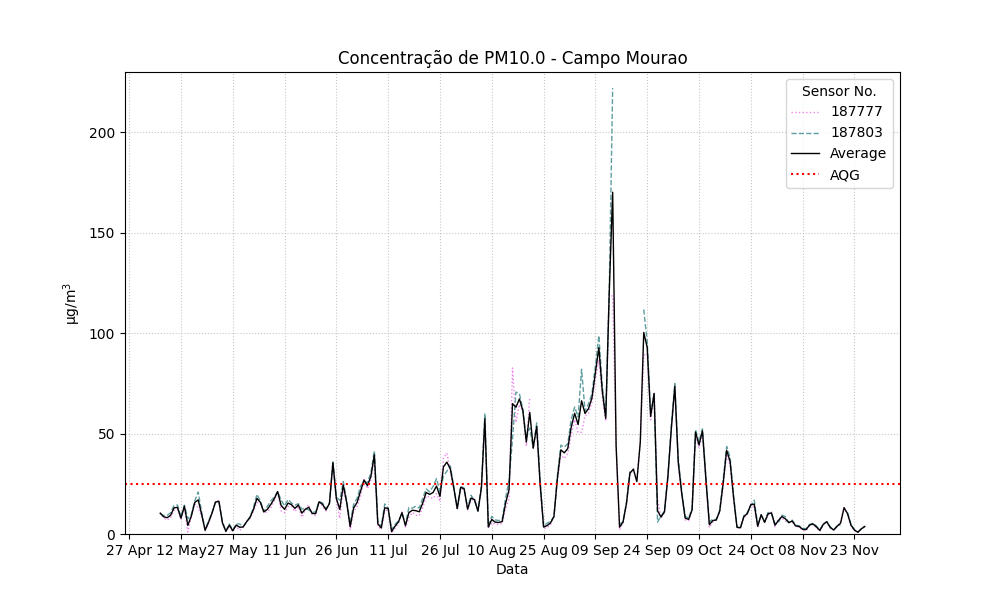 Concentração de PM10.0 - Campo Mourao
Sensor No.
187777
187803
Average
AQG
200
150
100
50
0
µg/m³
27 Apr 12 May 27 May 11 Jun 26 Jun 11 Jul 26 Jul 10 Aug 25 Aug 09 Sep 24 Sep 09 Oct 24 Oct 08 Nov 23 Nov
Data